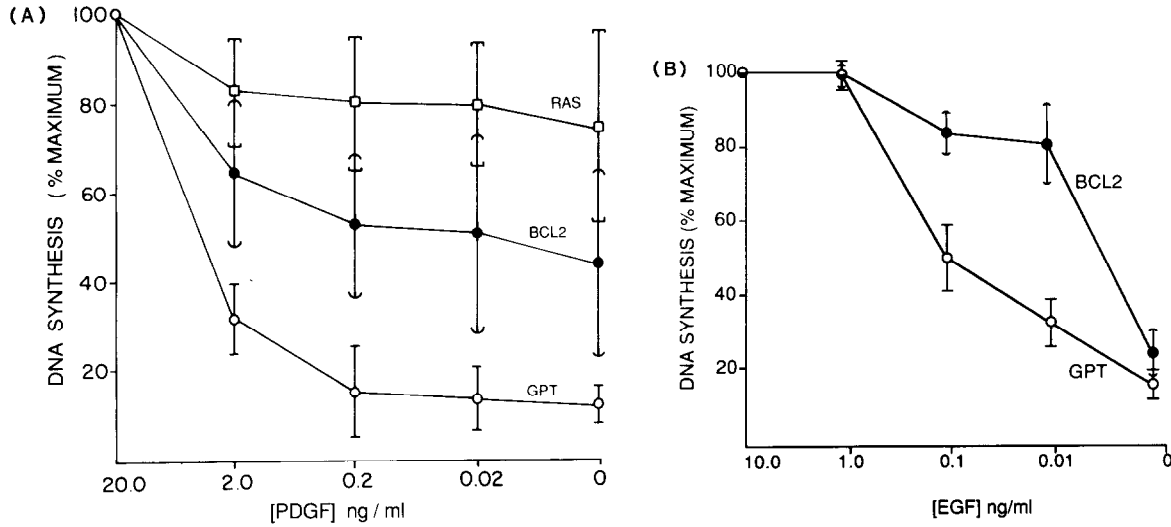 (A)
DNA SYNTHESIS (% MAXIMUM)
100
80
60
40
20
RAS
BCL2
GPT
20.0 2.0 0.2 0.02 0
[PDGF] ng / ml
(B)
DNA SYNTHESIS (% MAXIMUM)
100
80
60
40
20
BCL2
GPT
10.0 1.0 0.1 0.01 0
[EGF] ng/ml